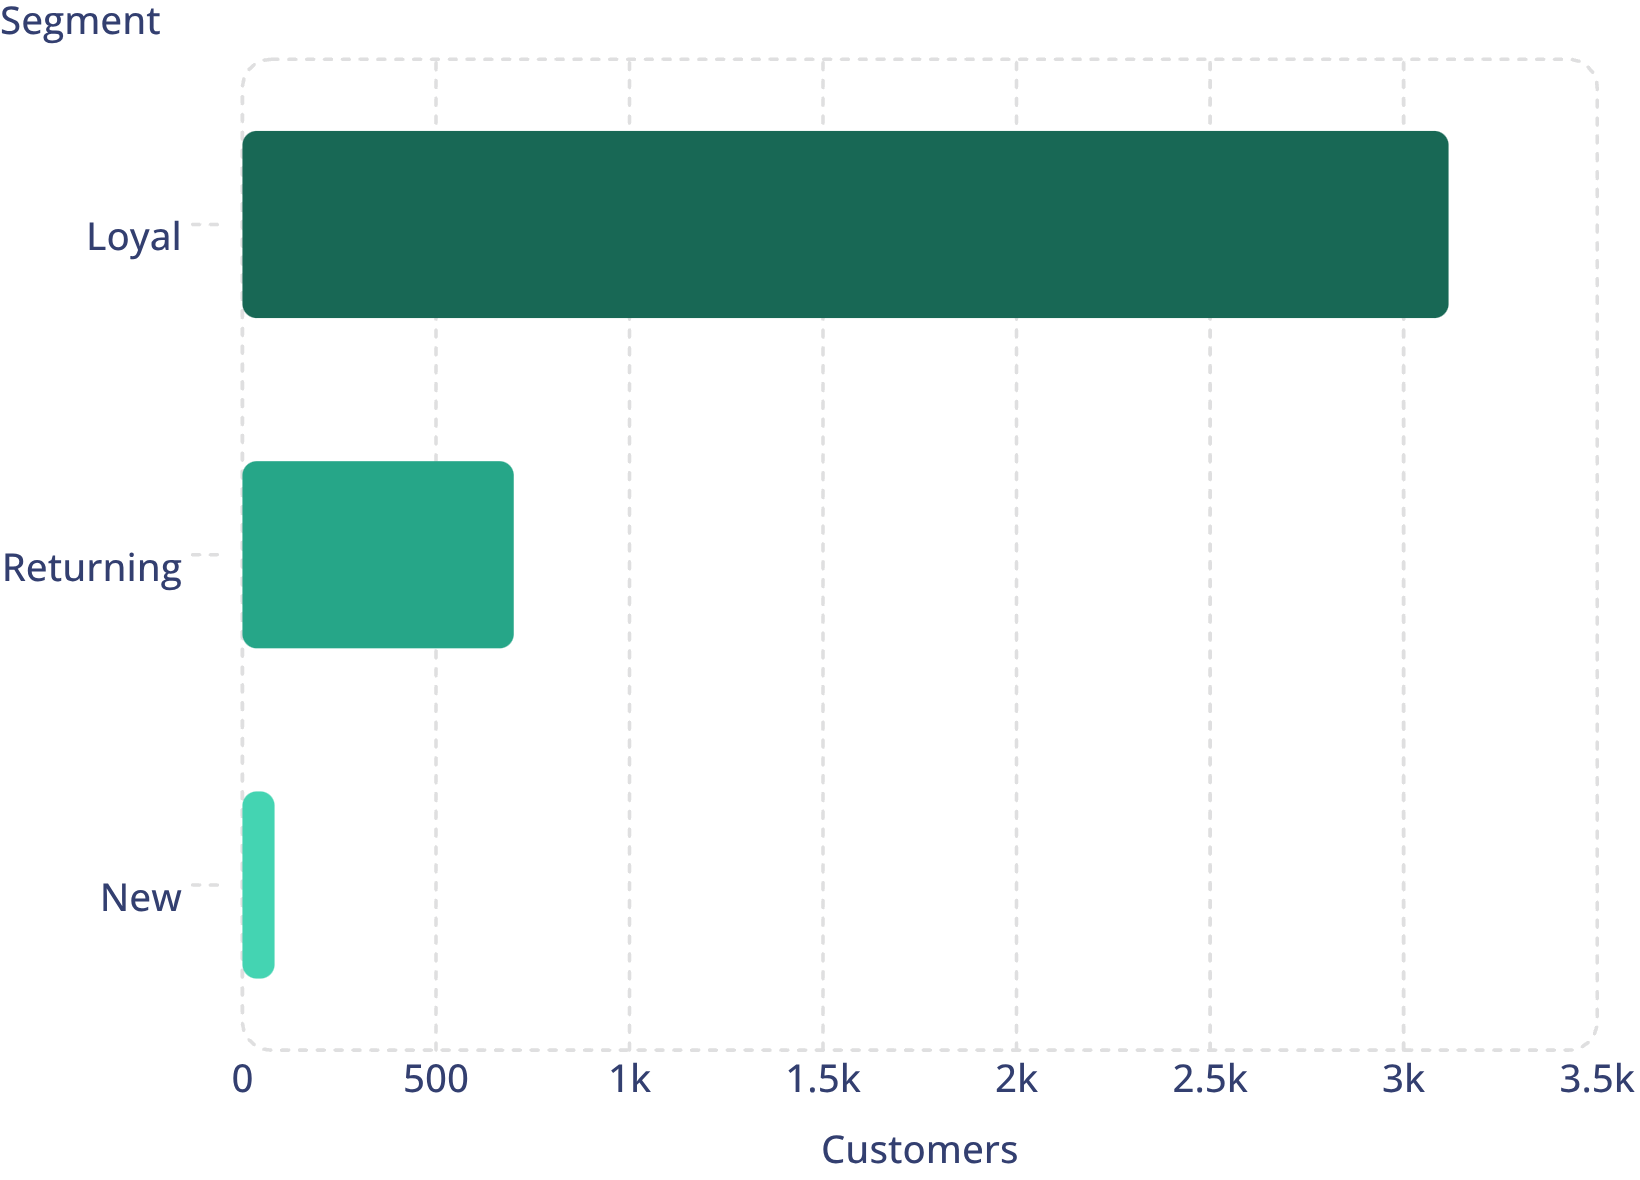 Segment
Loyal
Returning
New
0 500 1k 1.5k 2k 2.5k 3k 3.5k
Customers